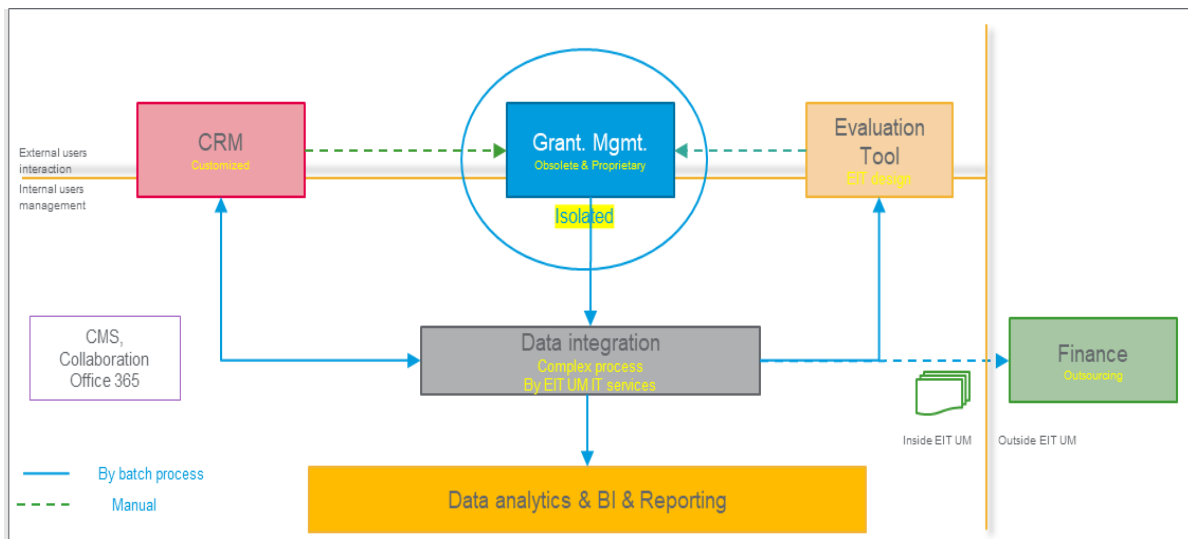 CRM
Customized
Grant. Mgmt.
Obsolete & Proprietary
Evaluation
Tool
EIT design
External users
interaction
Internal users
management
Isolated
CMS,
Collaboration
Office 365
Data integration
Complex process
By EIT UM IT services
Finance
Outsourcing
Inside EIT UM
Outside EIT UM
By batch process
Manual
Data analytics & BI & Reporting